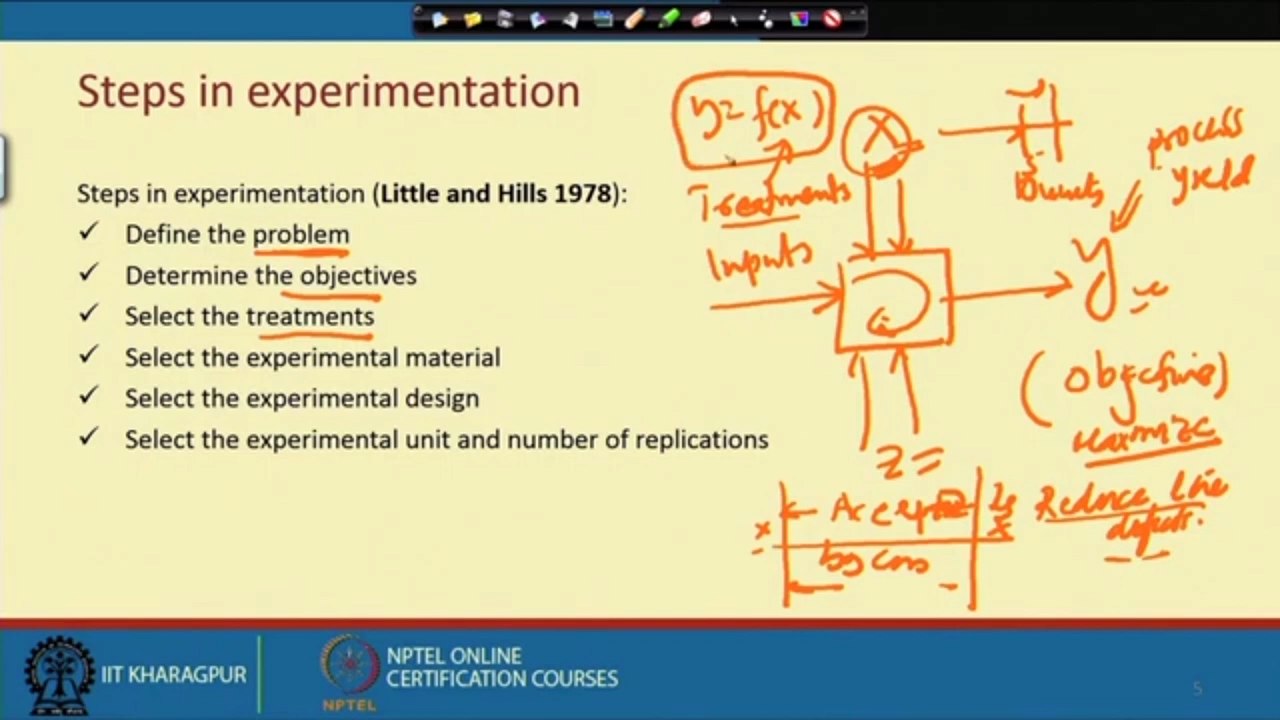 Steps in experimentation
Steps in experimentation (Little and Hills 1978):
✓ Define the problem
✓ Determine the objectives
✓ Select the treatments
✓ Select the experimental material
✓ Select the experimental design
✓ Select the experimental unit and number of replications
y= f(x)
X
Treatments
Inputs
process
yield
y
(Objective)
Maximize
Z
Reduce line
defects.
x
IIT KHARAGPUR
NPTEL
NPTEL ONLINE
CERTIFICATION COURSES
5